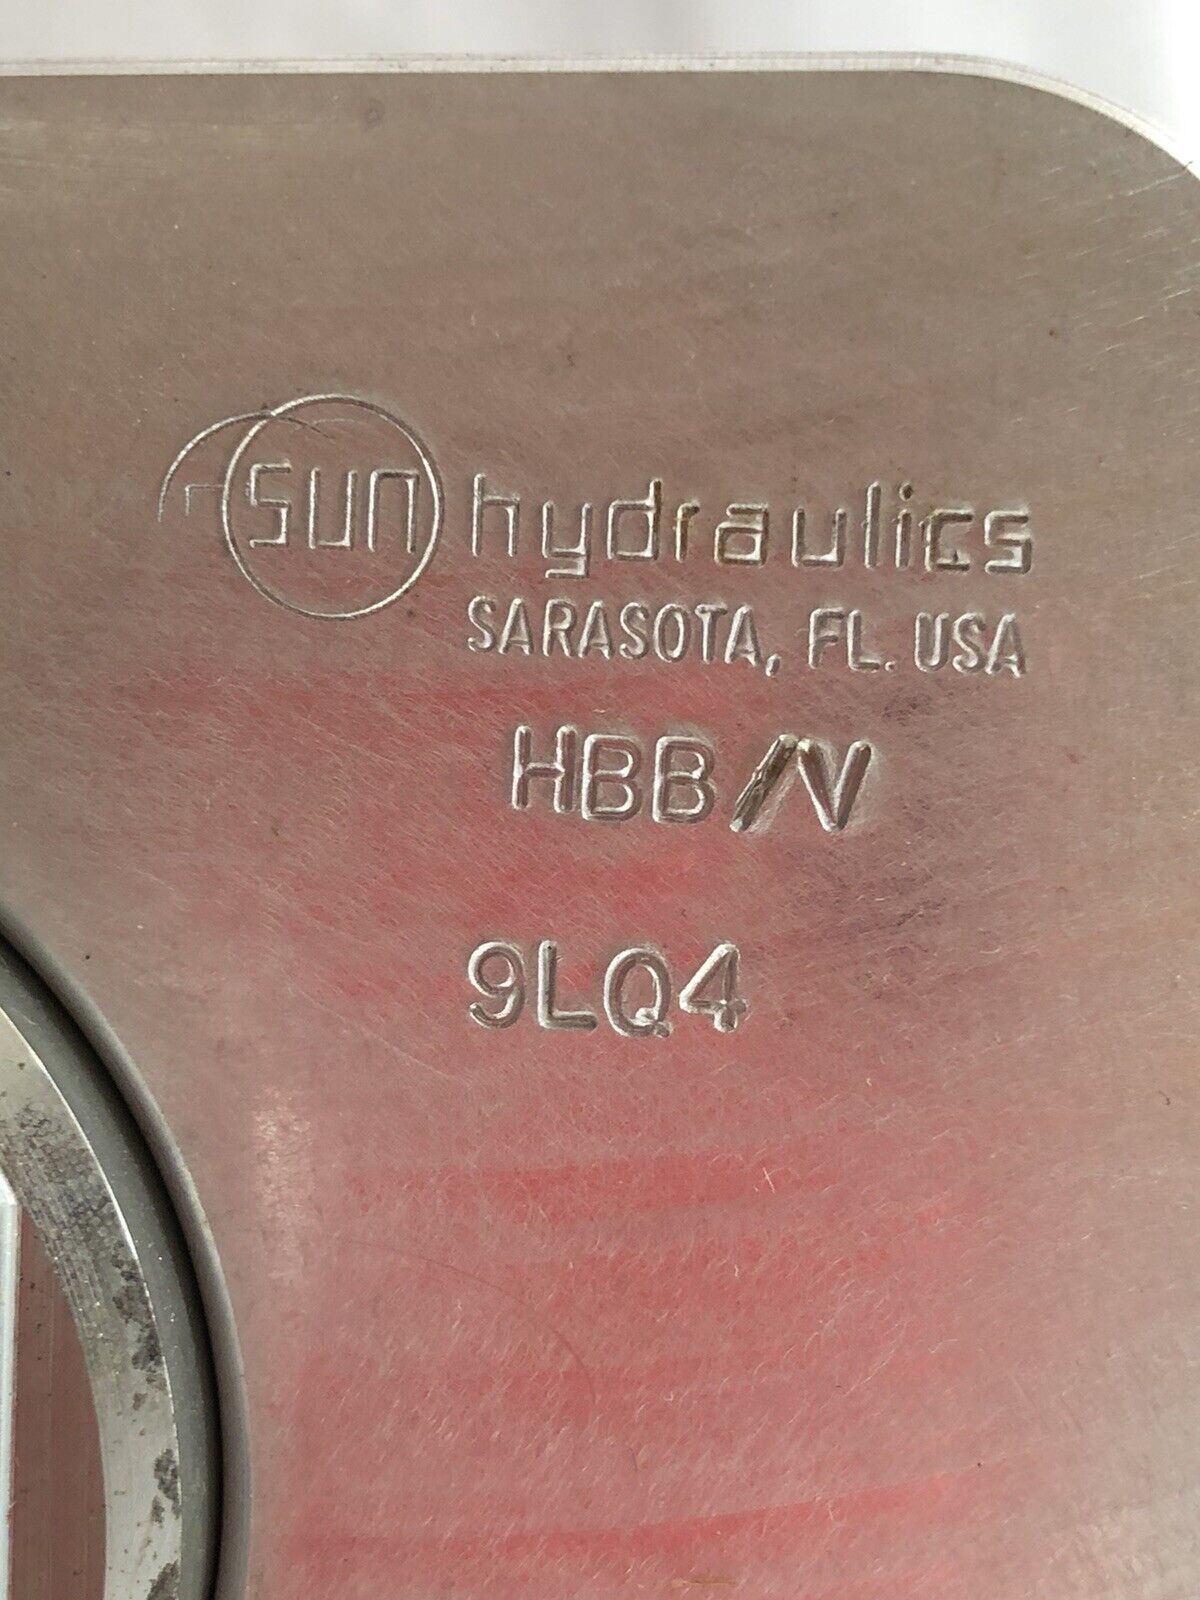 sun hydraulics
SARASOTA, FL. USA
HBB/V
9LQ4